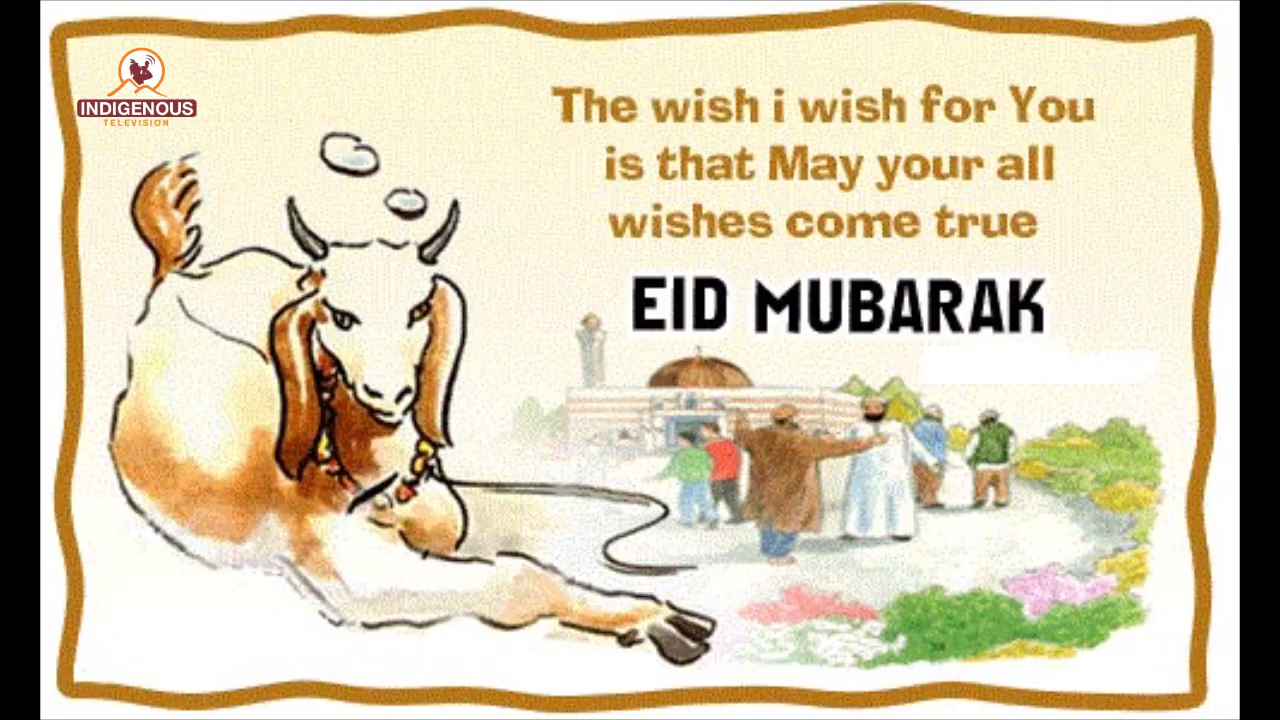 INDIGENOUS
TELEVISION
The wish i wish for You
is that May your all
wishes come true
EID MUBARAK